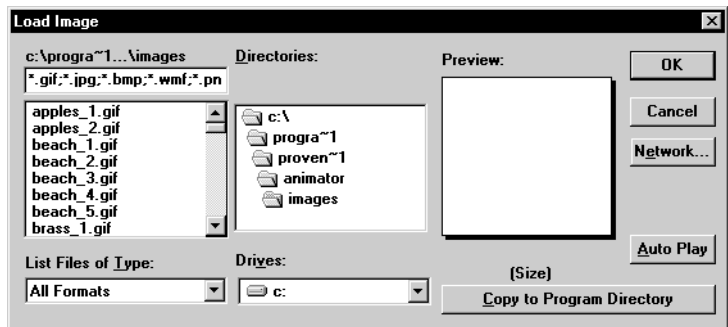 Load Image
c:\progra~1...\images
*.gif;*.jpg;*.bmp;*.wmf;*.pn
apples_1.gif
apples_2.gif
beach_1.gif
beach_2.gif
beach_3.gif
beach_4.gif
beach_5.gif
brass_1.gif
List Files of Type:
All Formats
Directories:
c:\
progra~1
proven~1
animator
images
Drives:
c:
Preview:
(Size)
OK
Cancel
Network...
Auto Play
Copy to Program Directory